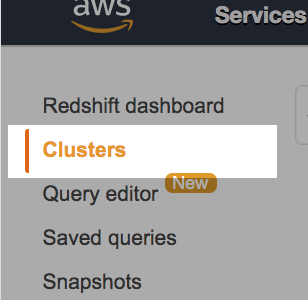 aws
Services
Redshift dashboard
Clusters
Query editor New
Saved queries
Snapshots